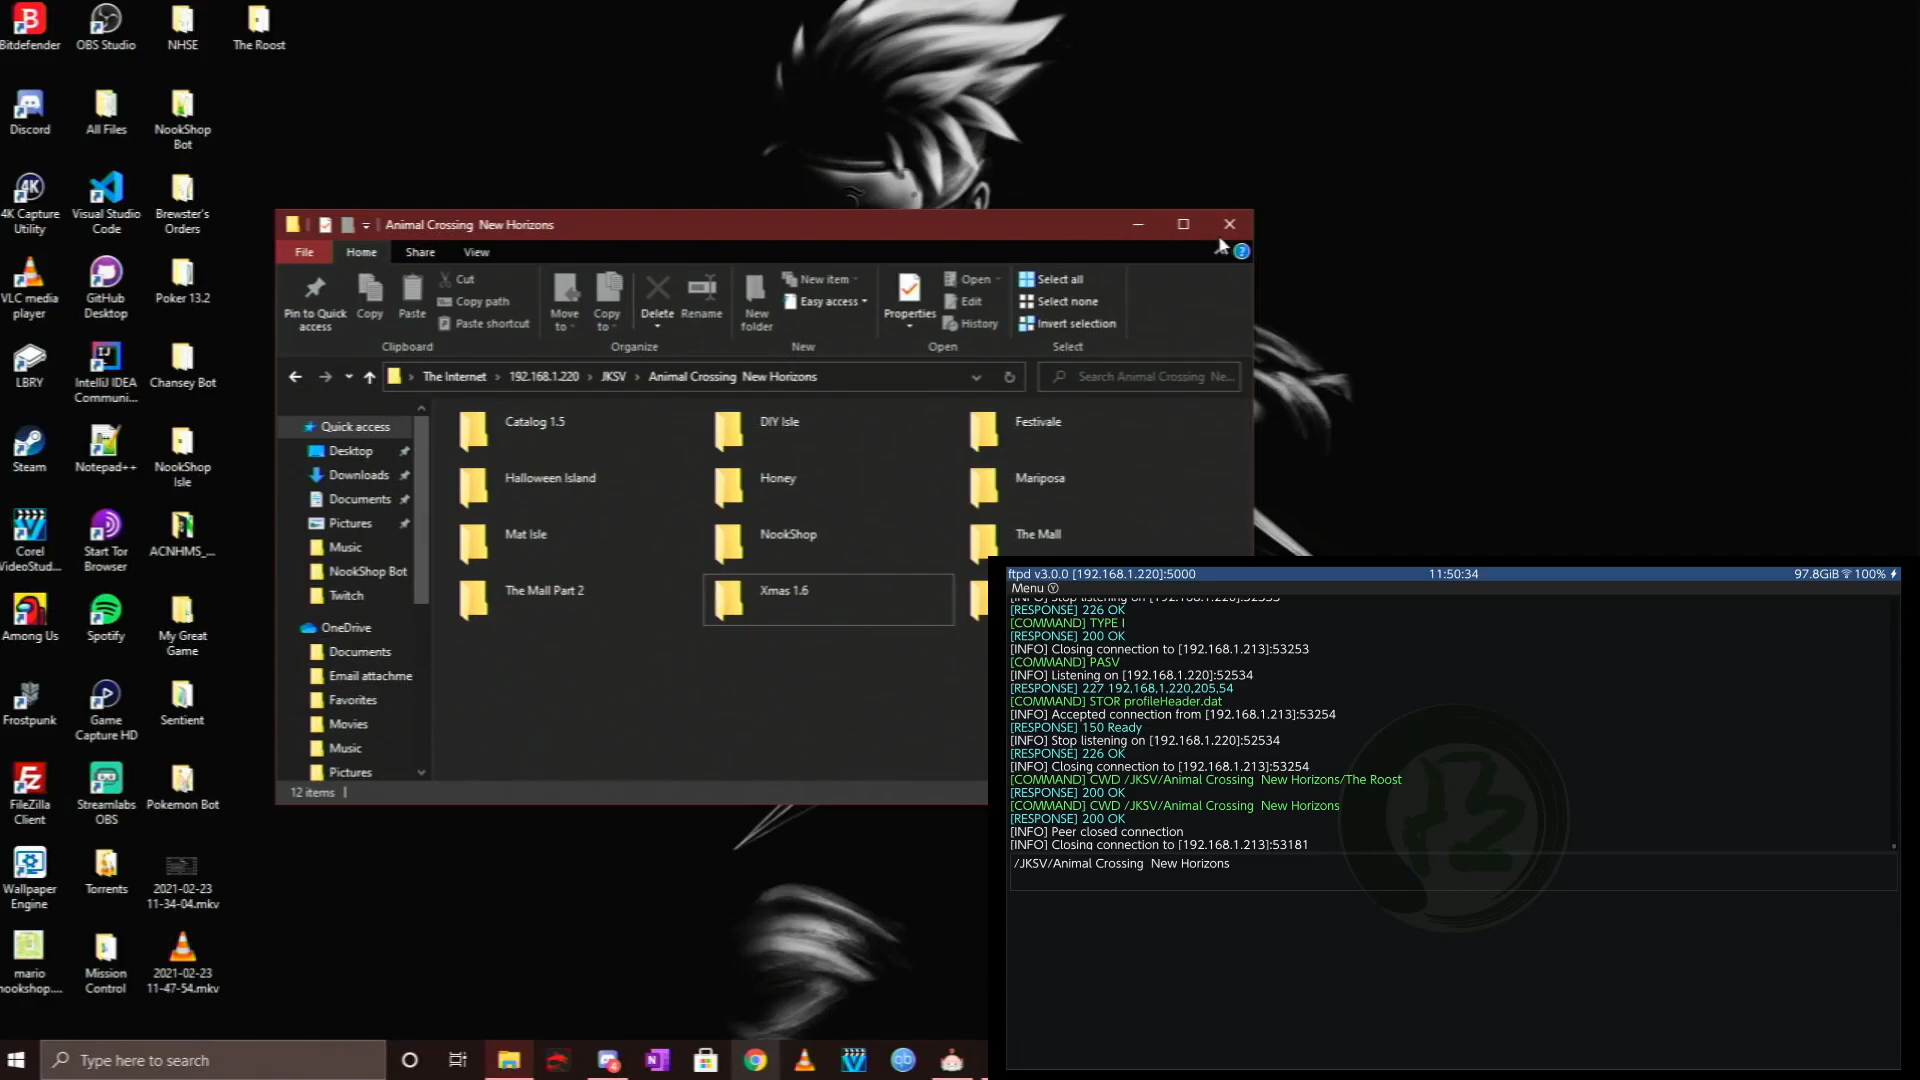 Bitdefender
OBS Studio
NHSE
The Roost
Discord
All Files
NookShop
Bot
4K Capture
Utility
Visual Studio
Code
Brewster's
Orders
VLC media
player
GitHub
Desktop
Poker 13.2
LBRY
IntelliJ IDEA
Communi...
Chansey Bot
Steam
Notepad++
NookShop
Isle
Corel
VideoStud...
Start Tor
Browser
ACNHMS_...
Among Us
Spotify
My Great
Game
Frostpunk
Game
Capture HD
Sentient
FileZilla
Client
Streamlabs
OBS
Pokemon Bot
Wallpaper
Engine
Torrents
2021-02-23
11-34-04.mkv
mario
nookshop....
Mission
Control
2021-02-23
11-47-54.mkv
Animal Crossing  New Horizons
File Home Share View
Pin to Quick
access
Copy
Paste
Cut
Copy path
Paste shortcut
Clipboard
Move
to
Copy
to
Delete
Rename
Organize
New
folder
New item
Easy access
New
Properties
Open
Edit
History
Open
Select all
Select none
Invert selection
Select
The Internet > 192.168.1.220 > JKSV > Animal Crossing  New Horizons
Search Animal Crossing  Ne...
Quick access
Desktop
Downloads
Documents
Pictures
Music
NookShop Bot
Twitch
OneDrive
Documents
Email attachme
Favorites
Movies
Music
Pictures
Catalog 1.5
DIY Isle
Festivale
Halloween Island
Honey
Mariposa
Mat Isle
NookShop
The Mall
The Mall Part 2
Xmas 1.6
12 items
ftpd v3.0.0 [192.168.1.220]:5000 11:50:34 97.8GiB 100%
Menu Ⓨ
[RESPONSE] 226 OK
[COMMAND] TYPE I
[RESPONSE] 200 OK
[INFO] Closing connection to [192.168.1.213]:53253
[COMMAND] PASV
[INFO] Listening on [192.168.1.220]:52534
[RESPONSE] 227 192,168,1,220,205,54
[COMMAND] STOR profileHeader.dat
[INFO] Accepted connection from [192.168.1.213]:53254
[RESPONSE] 150 Ready
[INFO] Stop listening on [192.168.1.220]:52534
[RESPONSE] 226 OK
[INFO] Closing connection to [192.168.1.213]:53254
[COMMAND] CWD /JKSV/Animal Crossing  New Horizons/The Roost
[RESPONSE] 200 OK
[COMMAND] CWD /JKSV/Animal Crossing  New Horizons
[RESPONSE] 200 OK
[INFO] Peer closed connection
[INFO] Closing connection to [192.168.1.213]:53181
/JKSV/Animal Crossing  New Horizons
Type here to search